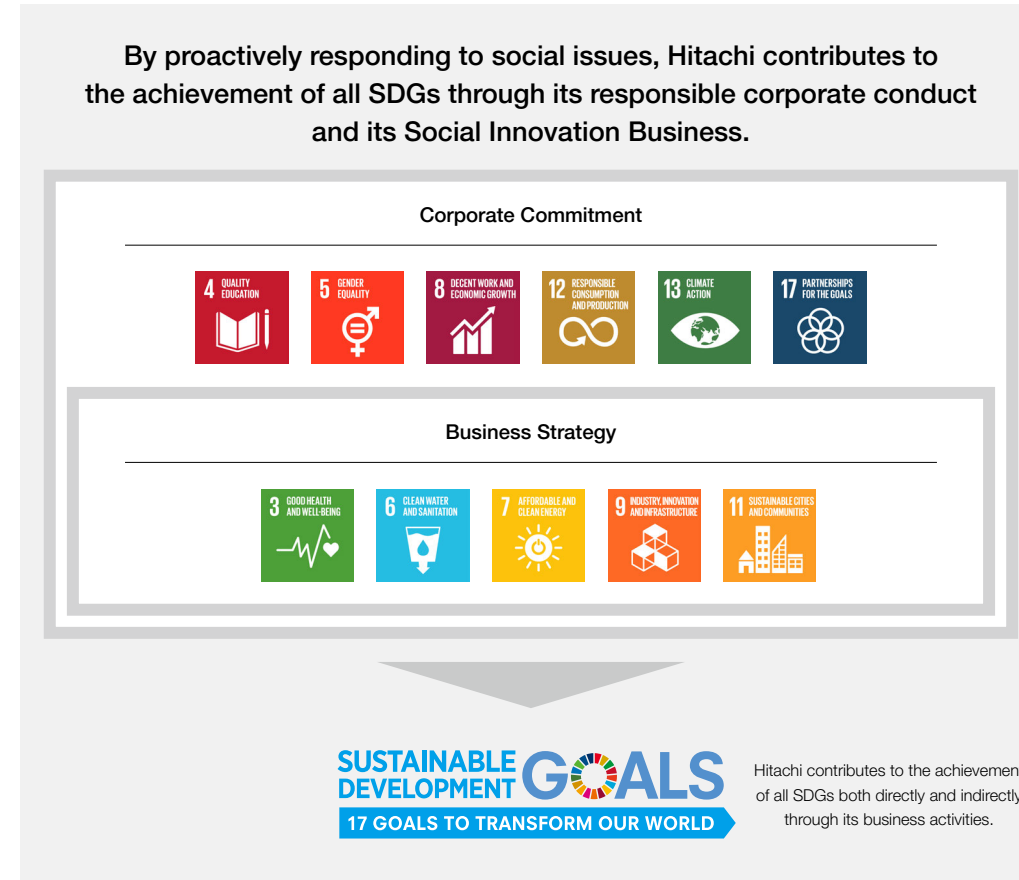 By proactively responding to social issues, Hitachi contributes to
the achievement of all SDGs through its responsible corporate conduct
and its Social Innovation Business.
Corporate Commitment
4 QUALITY
EDUCATION
5 GENDER
EQUALITY
8 DECENT WORK AND
ECONOMIC GROWTH
12 RESPONSIBLE
CONSUMPTION
AND PRODUCTION
13 CLIMATE
ACTION
17 PARTNERSHIPS
FOR THE GOALS
Business Strategy
3 GOOD HEALTH
AND WELL-BEING
6 CLEAN WATER
AND SANITATION
7 AFFORDABLE AND
CLEAN ENERGY
9 INDUSTRY, INNOVATION
AND INFRASTRUCTURE
11 SUSTAINABLE CITIES
AND COMMUNITIES
SUSTAINABLE
DEVELOPMENT
GOALS
17 GOALS TO TRANSFORM OUR WORLD
Hitachi contributes to the achievemen
of all SDGs both directly and indirectly
through its business activities.